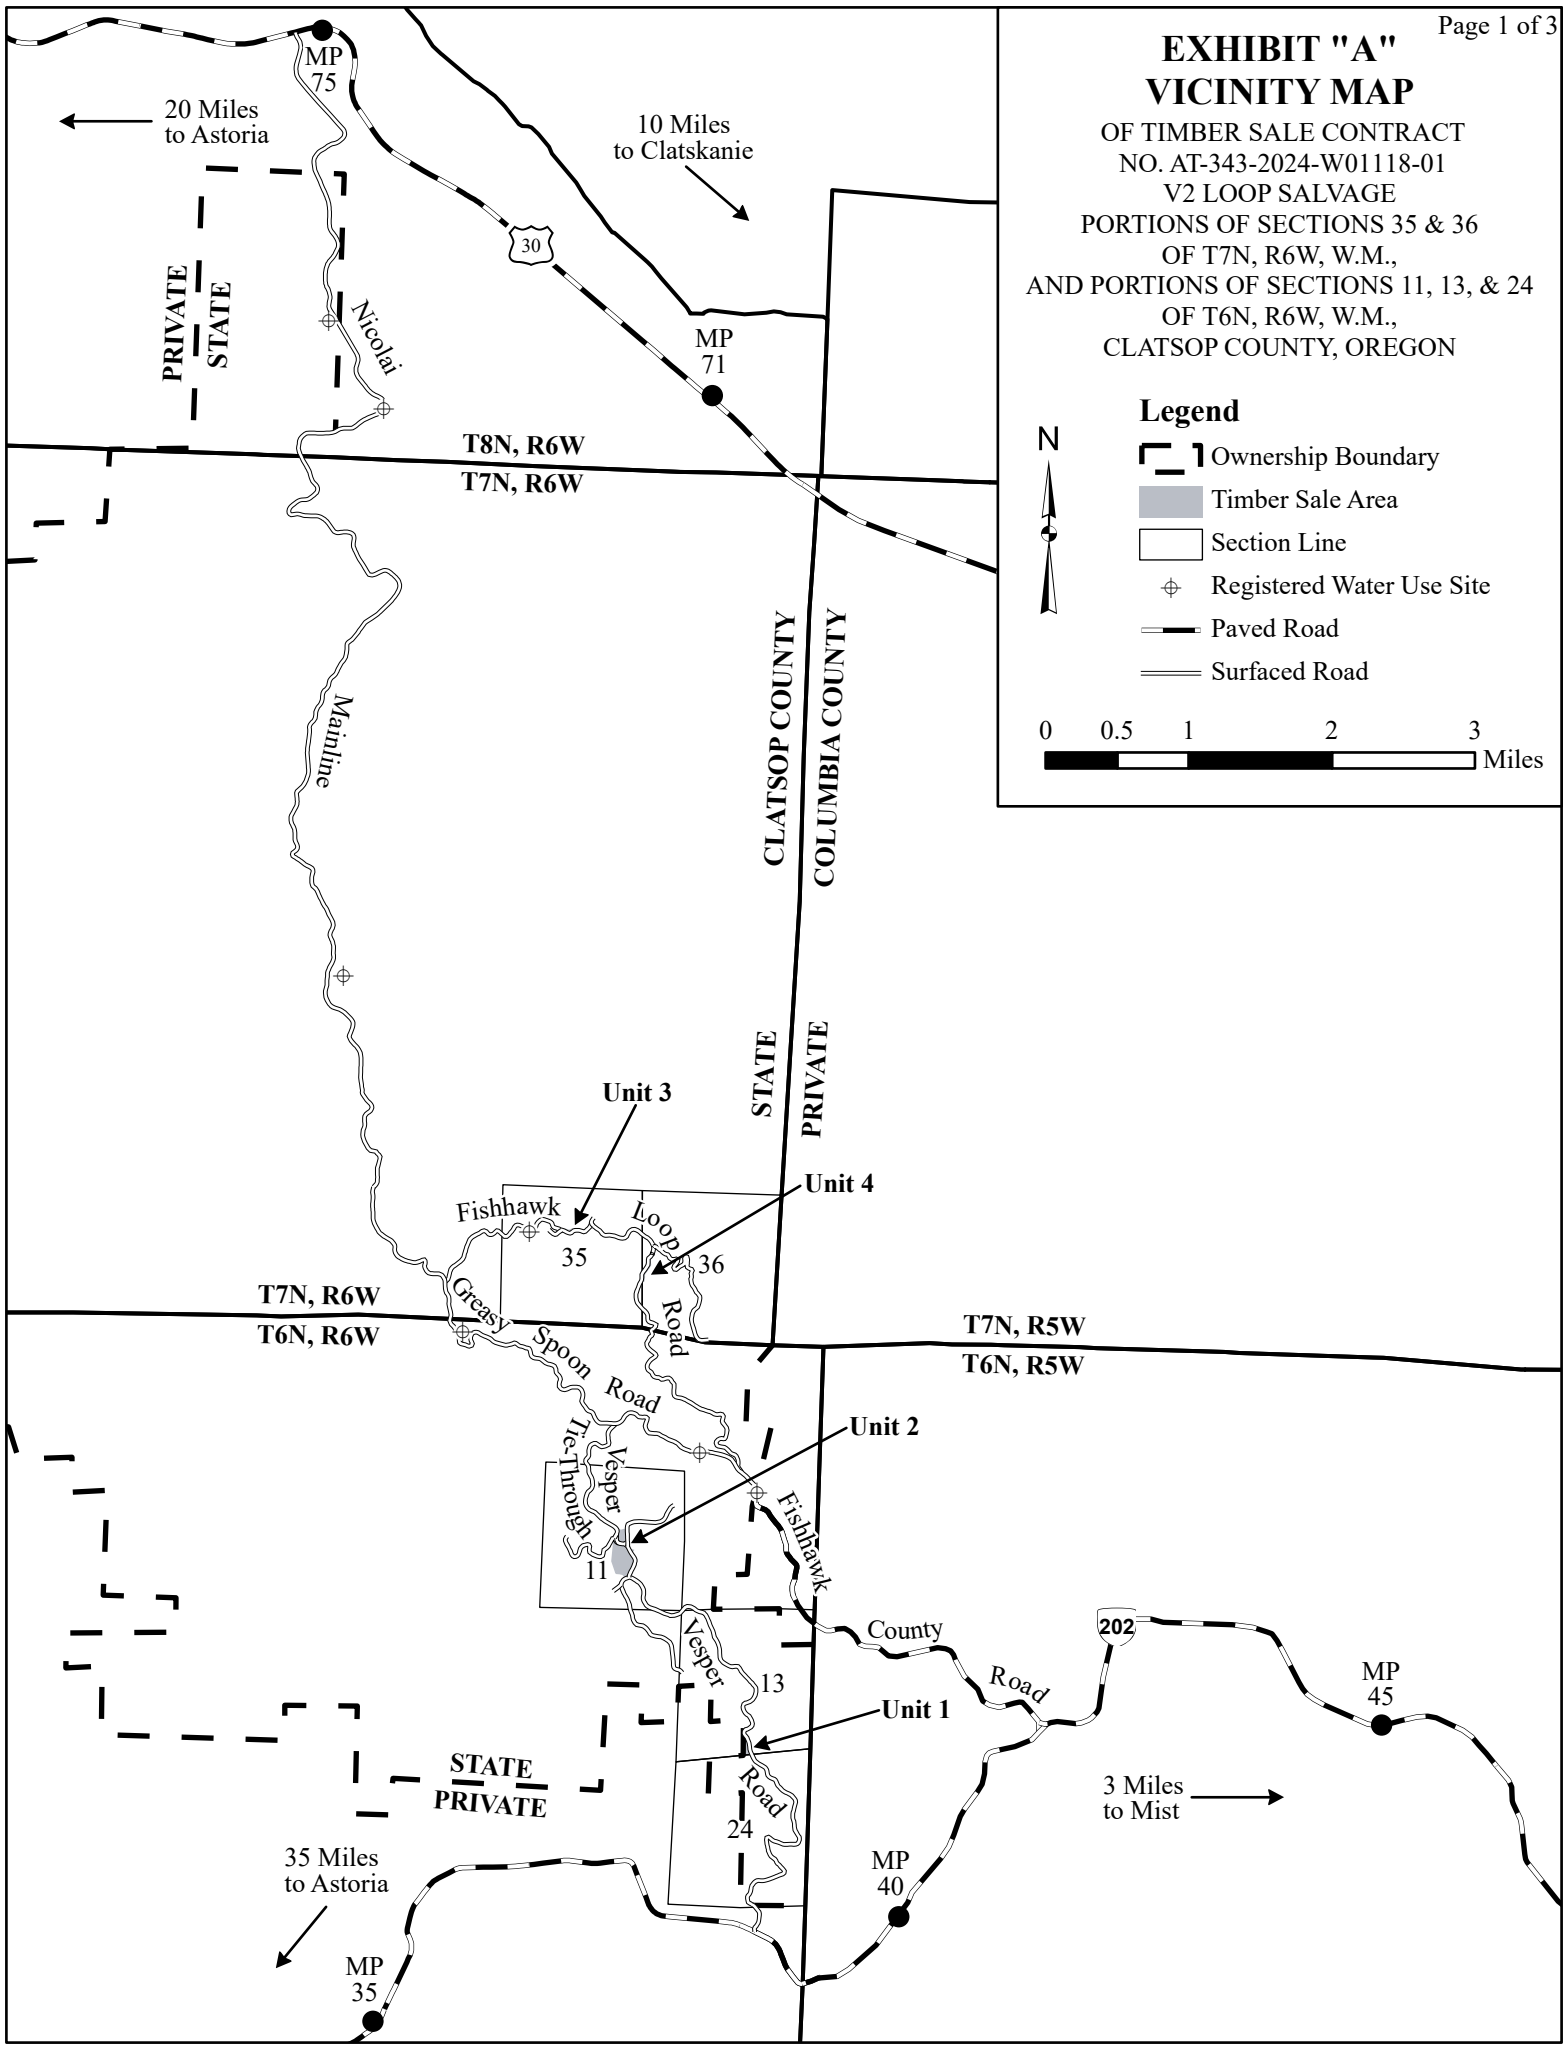 Page 1 of 3
EXHIBIT "A"
VICINITY MAP
OF TIMBER SALE CONTRACT
NO. AT-343-2024-W01118-01
V2 LOOP SALVAGE
PORTIONS OF SECTIONS 35 & 36
OF T7N, R6W, W.M.,
AND PORTIONS OF SECTIONS 11, 13, & 24
OF T6N, R6W, W.M.,
CLATSOP COUNTY, OREGON
Legend
N
Ownership Boundary
Timber Sale Area
Section Line
Registered Water Use Site
Paved Road
Surfaced Road
0 0.5 1 2 3
Miles
MP
75
20 Miles
to Astoria
10 Miles
to Clatskanie
30
PRIVATE
STATE
Nicolai
MP
71
T8N, R6W
T7N, R6W
Mainline
CLATSOP COUNTY
COLUMBIA COUNTY
STATE
PRIVATE
Unit 3
Unit 4
Fishhawk
Loop
35
36
T7N, R6W
T6N, R6W
Greasy
Spoon
Road
Road
T7N, R5W
T6N, R5W
Unit 2
Tie-Through
Vesper
11
Fishhawk
County
Road
202
MP
45
Vesper
13
Unit 1
Road
24
STATE
PRIVATE
3 Miles
to Mist
MP
40
35 Miles
to Astoria
MP
35